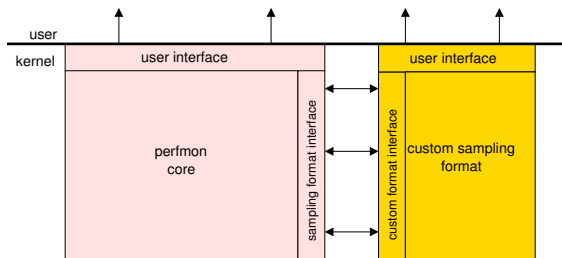 user
kernel
user interface
user interface
perfmon
core
sampling format interface
custom format interface
custom sampling
format